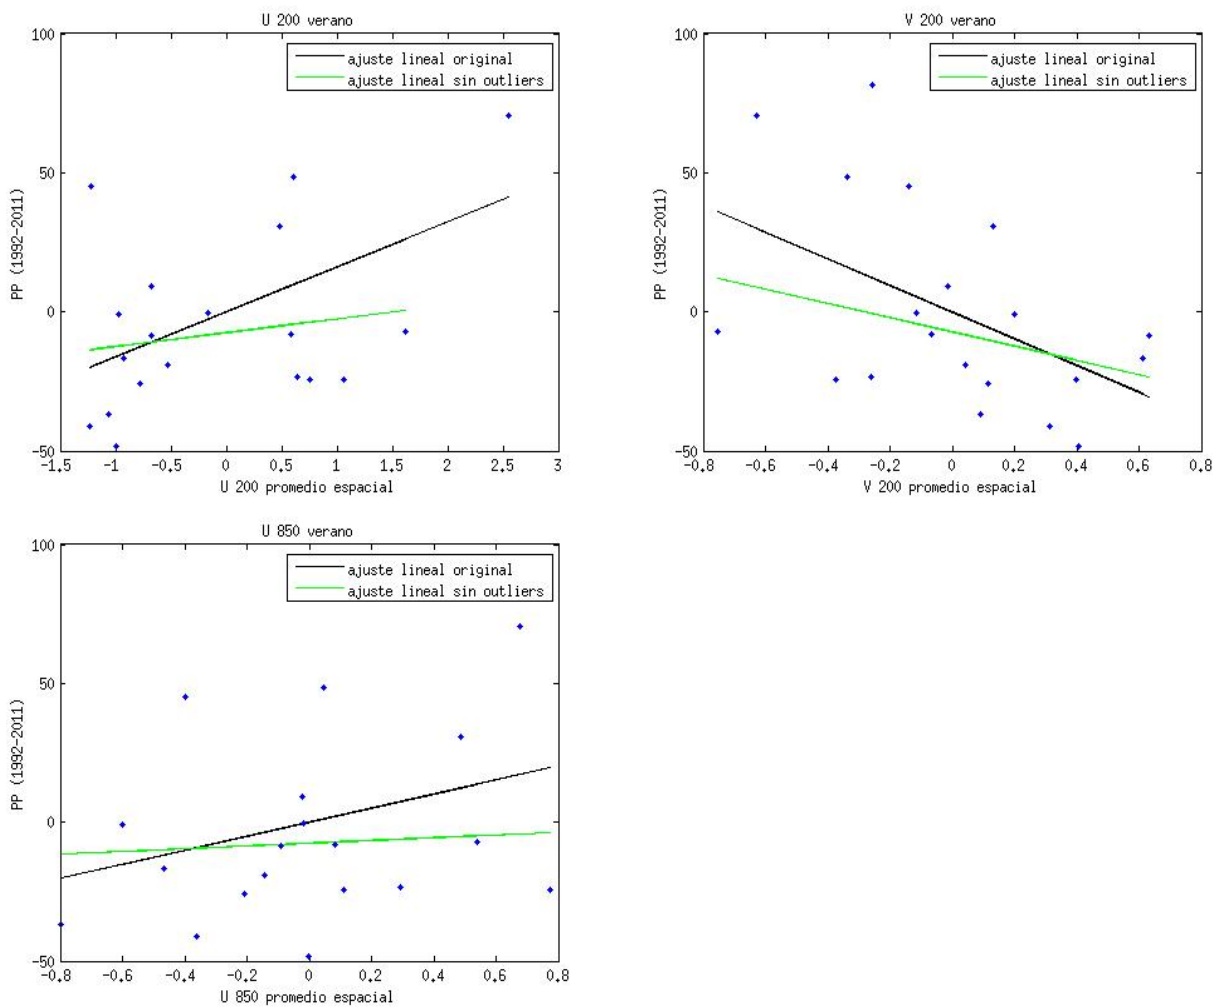 U 200 verano
100
50
0
-50
PP (1992-2011)
ajuste lineal original
ajuste lineal sin outliers
-1.5 -1 -0.5 0 0.5 1 1.5 2 2.5 3
U 200 promedio espacial
V 200 verano
100
50
0
-50
PP (1992-2011)
ajuste lineal original
ajuste lineal sin outliers
-0.8 -0.6 -0.4 -0.2 0 0.2 0.4 0.6 0.8
V 200 promedio espacial
U 850 verano
100
50
0
-50
PP (1992-2011)
ajuste lineal original
ajuste lineal sin outliers
-0.8 -0.6 -0.4 -0.2 0 0.2 0.4 0.6 0.8
U 850 promedio espacial